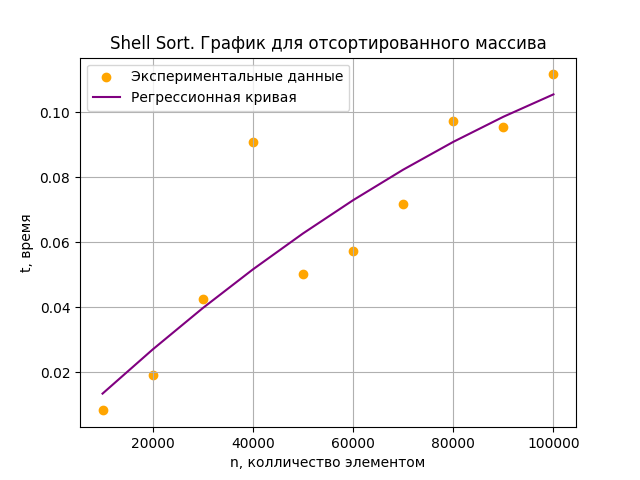 Shell Sort. График для отсортированного массива
Экспериментальные данные
Регрессионная кривая
0.10
0.08
0.06
0.04
0.02
t, время
20000 40000 60000 80000 100000
n, колличество элементом